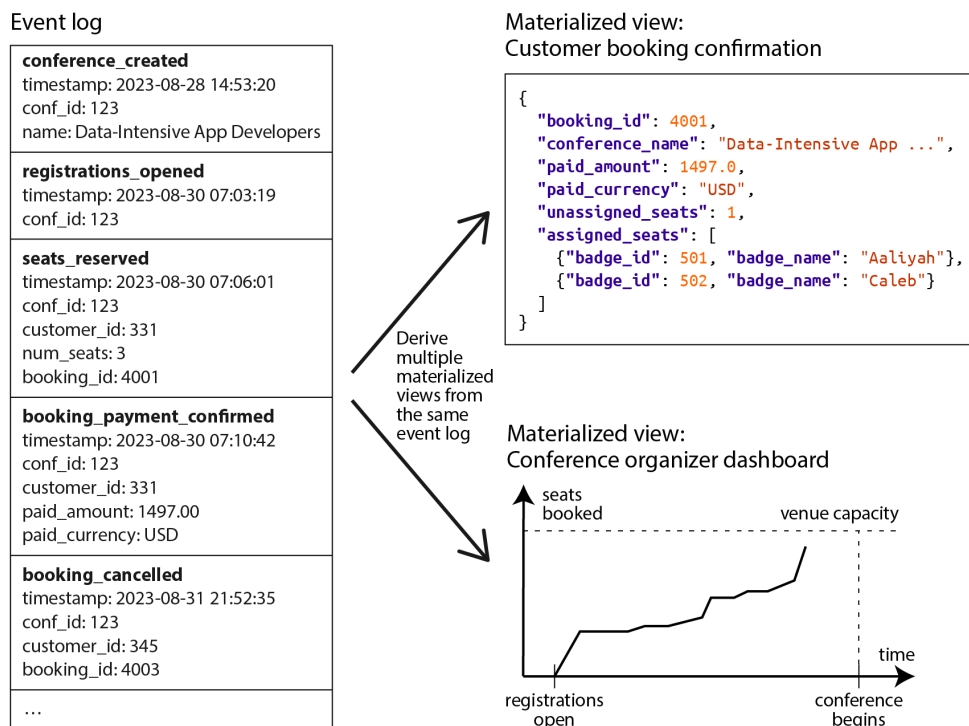 Event log
conference_created
timestamp: 2023-08-28 14:53:20
conf_id: 123
name: Data-Intensive App Developers
registrations_opened
timestamp: 2023-08-30 07:03:19
conf_id: 123
seats_reserved
timestamp: 2023-08-30 07:06:01
conf_id: 123
customer_id: 331
num_seats: 3
booking_id: 4001
booking_payment_confirmed
timestamp: 2023-08-30 07:10:42
conf_id: 123
customer_id: 331
paid_amount: 1497.00
paid_currency: USD
booking_cancelled
timestamp: 2023-08-31 21:52:35
conf_id: 123
customer_id: 345
booking_id: 4003
...
Derive
multiple
materialized
views from
the same
event log
Materialized view:
Customer booking confirmation
{
"booking_id": 4001,
"conference_name": "Data-Intensive App ...",
"paid_amount": 1497.0,
"paid_currency": "USD",
"unassigned_seats": 1,
"assigned_seats": [
{"badge_id": 501, "badge_name": "Aaliyah"},
{"badge_id": 502, "badge_name": "Caleb"}
]
}
Materialized view:
Conference organizer dashboard
seats
booked
venue capacity
time
registrations
open
conference
begins